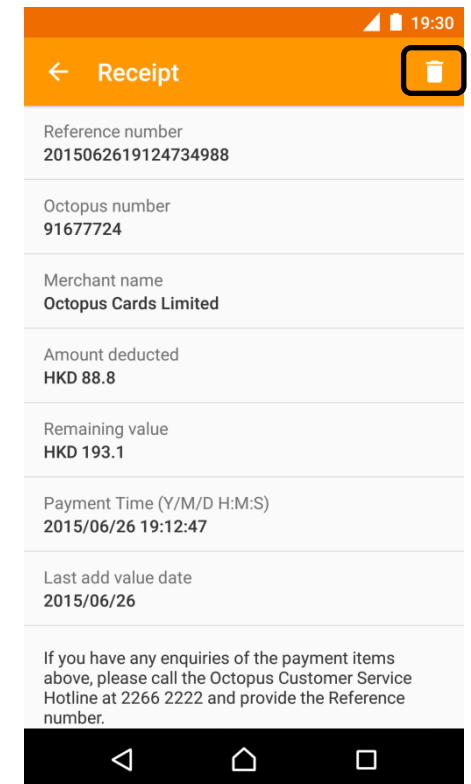 19:30
Receipt
Reference number
2015062619124734988
Octopus number
91677724
Merchant name
Octopus Cards Limited
Amount deducted
HKD 88.8
Remaining value
HKD 193.1
Payment Time (Y/M/D H:M:S)
2015/06/26 19:12:47
Last add value date
2015/06/26
If you have any enquiries of the payment items
above, please call the Octopus Customer Service
Hotline at 2266 2222 and provide the Reference
number.